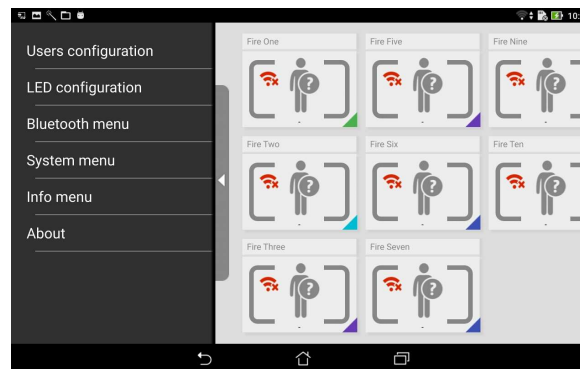 10:
Users configuration
LED configuration
Bluetooth menu
System menu
Info menu
About
Fire One
Fire Five
Fire Nine
?
?
?
-
-
-
Fire Two
Fire Six
Fire Ten
?
?
?
-
-
-
Fire Three
Fire Seven
?
?
-
-